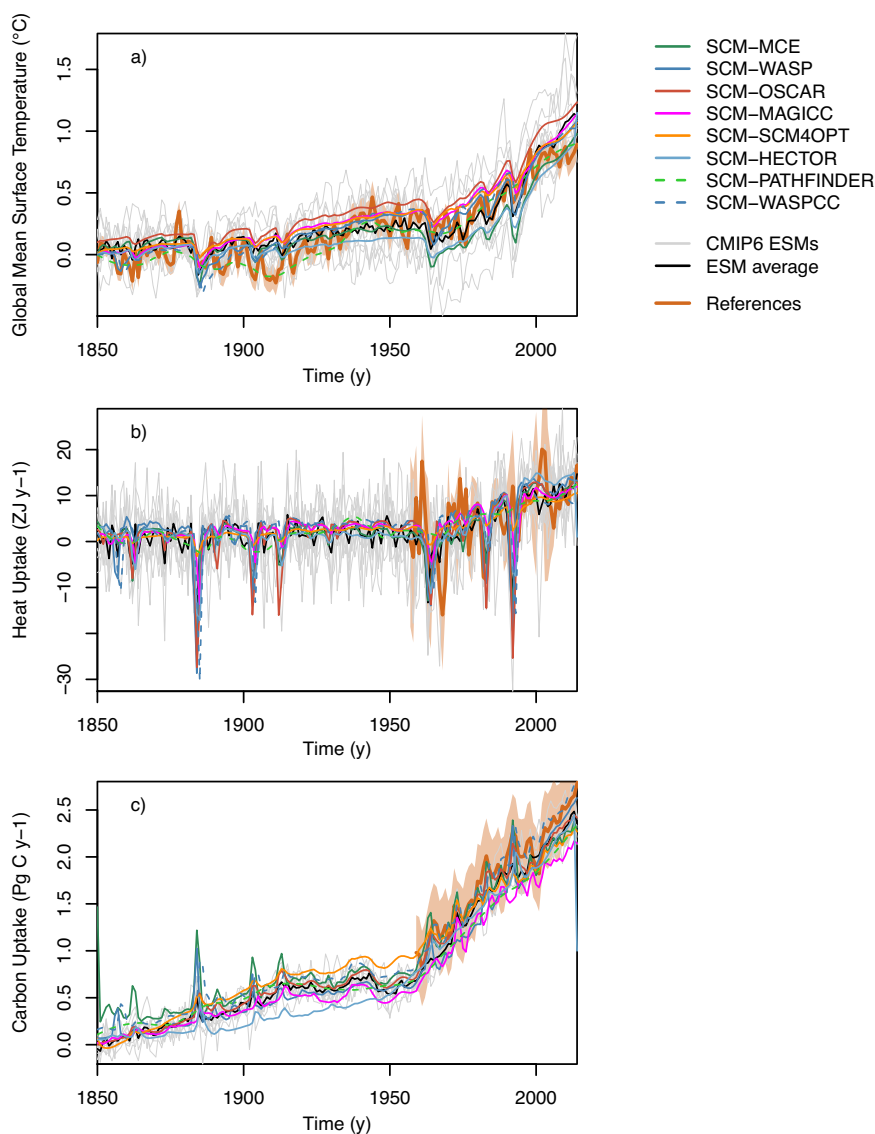 Global Mean Surface Temperature (°C)
a)
1.5
1.0
0.5
0.0
1850
1900
1950
2000
Time (y)
SCM−MCE
SCM−WASP
SCM−OSCAR
SCM−MAGICC
SCM−SCM4OPT
SCM−HECTOR
SCM−PATHFINDER
SCM−WASPCC
CMIP6 ESMs
ESM average
References
Heat Uptake (ZJ y−1)
b)
20
10
0
−10
−30
1850
1900
1950
2000
Time (y)
Carbon Uptake (Pg C y−1)
c)
2.5
2.0
1.5
1.0
0.5
0.0
1850
1900
1950
2000
Time (y)